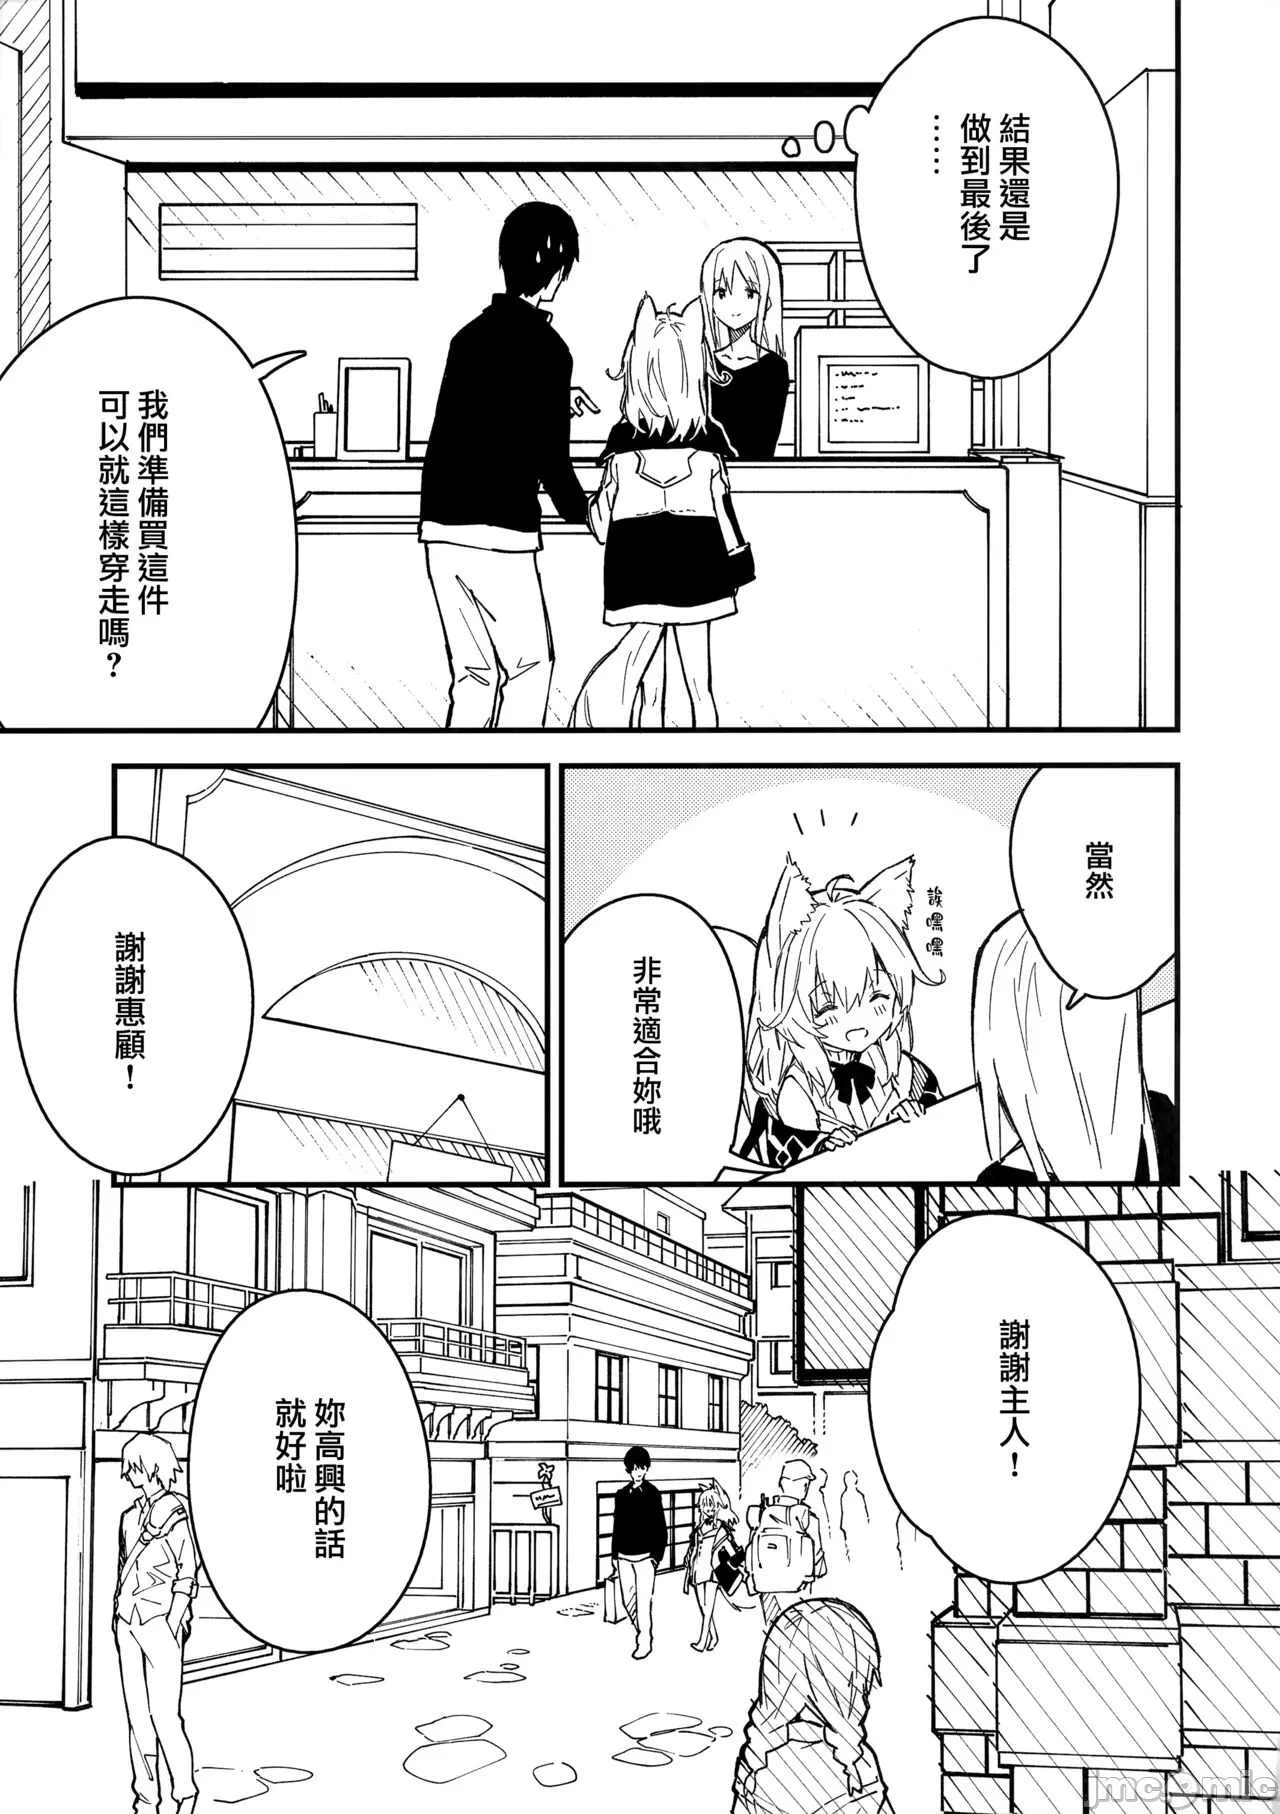 結果還是
做到最後了
……
我們準備買這件
可以就這樣穿走嗎？
當然
誒嘿嘿
非常適合妳哦
謝謝惠顧！
謝謝主人！
妳高興的話
就好啦
jmcomic